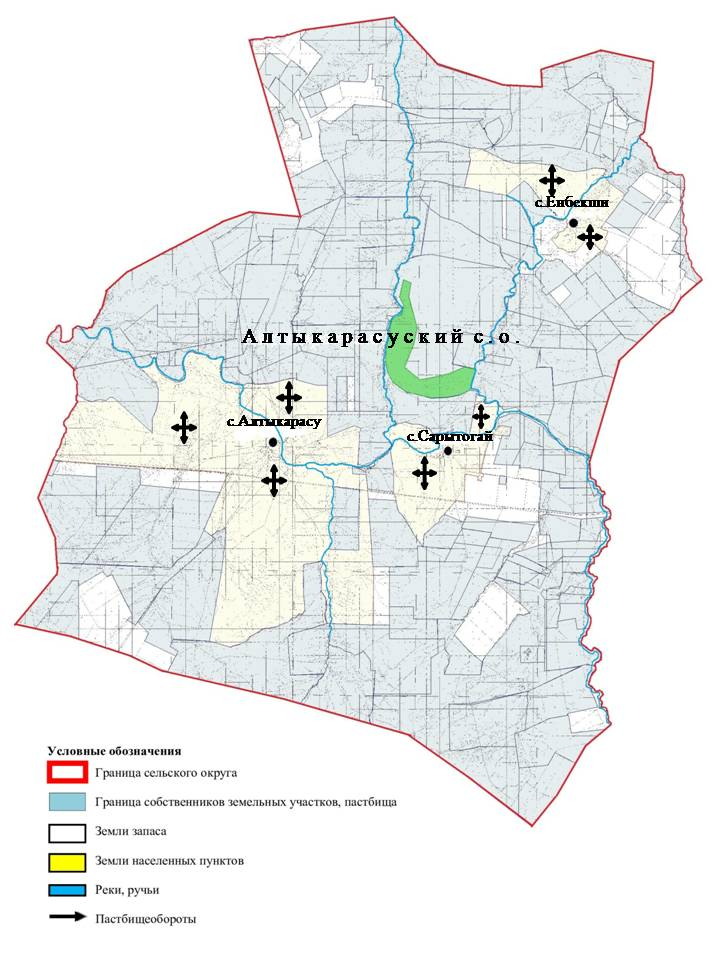 с.Енбекши
Алтыкарасуский с.о.
с.Алтыкарасу
с.Сарытогай
Условные обозначения
Граница сельского округа
Граница собственников земельных участков, пастбища
Земли запаса
Земли населенных пунктов
Реки, ручьи
Пастбищеобороты